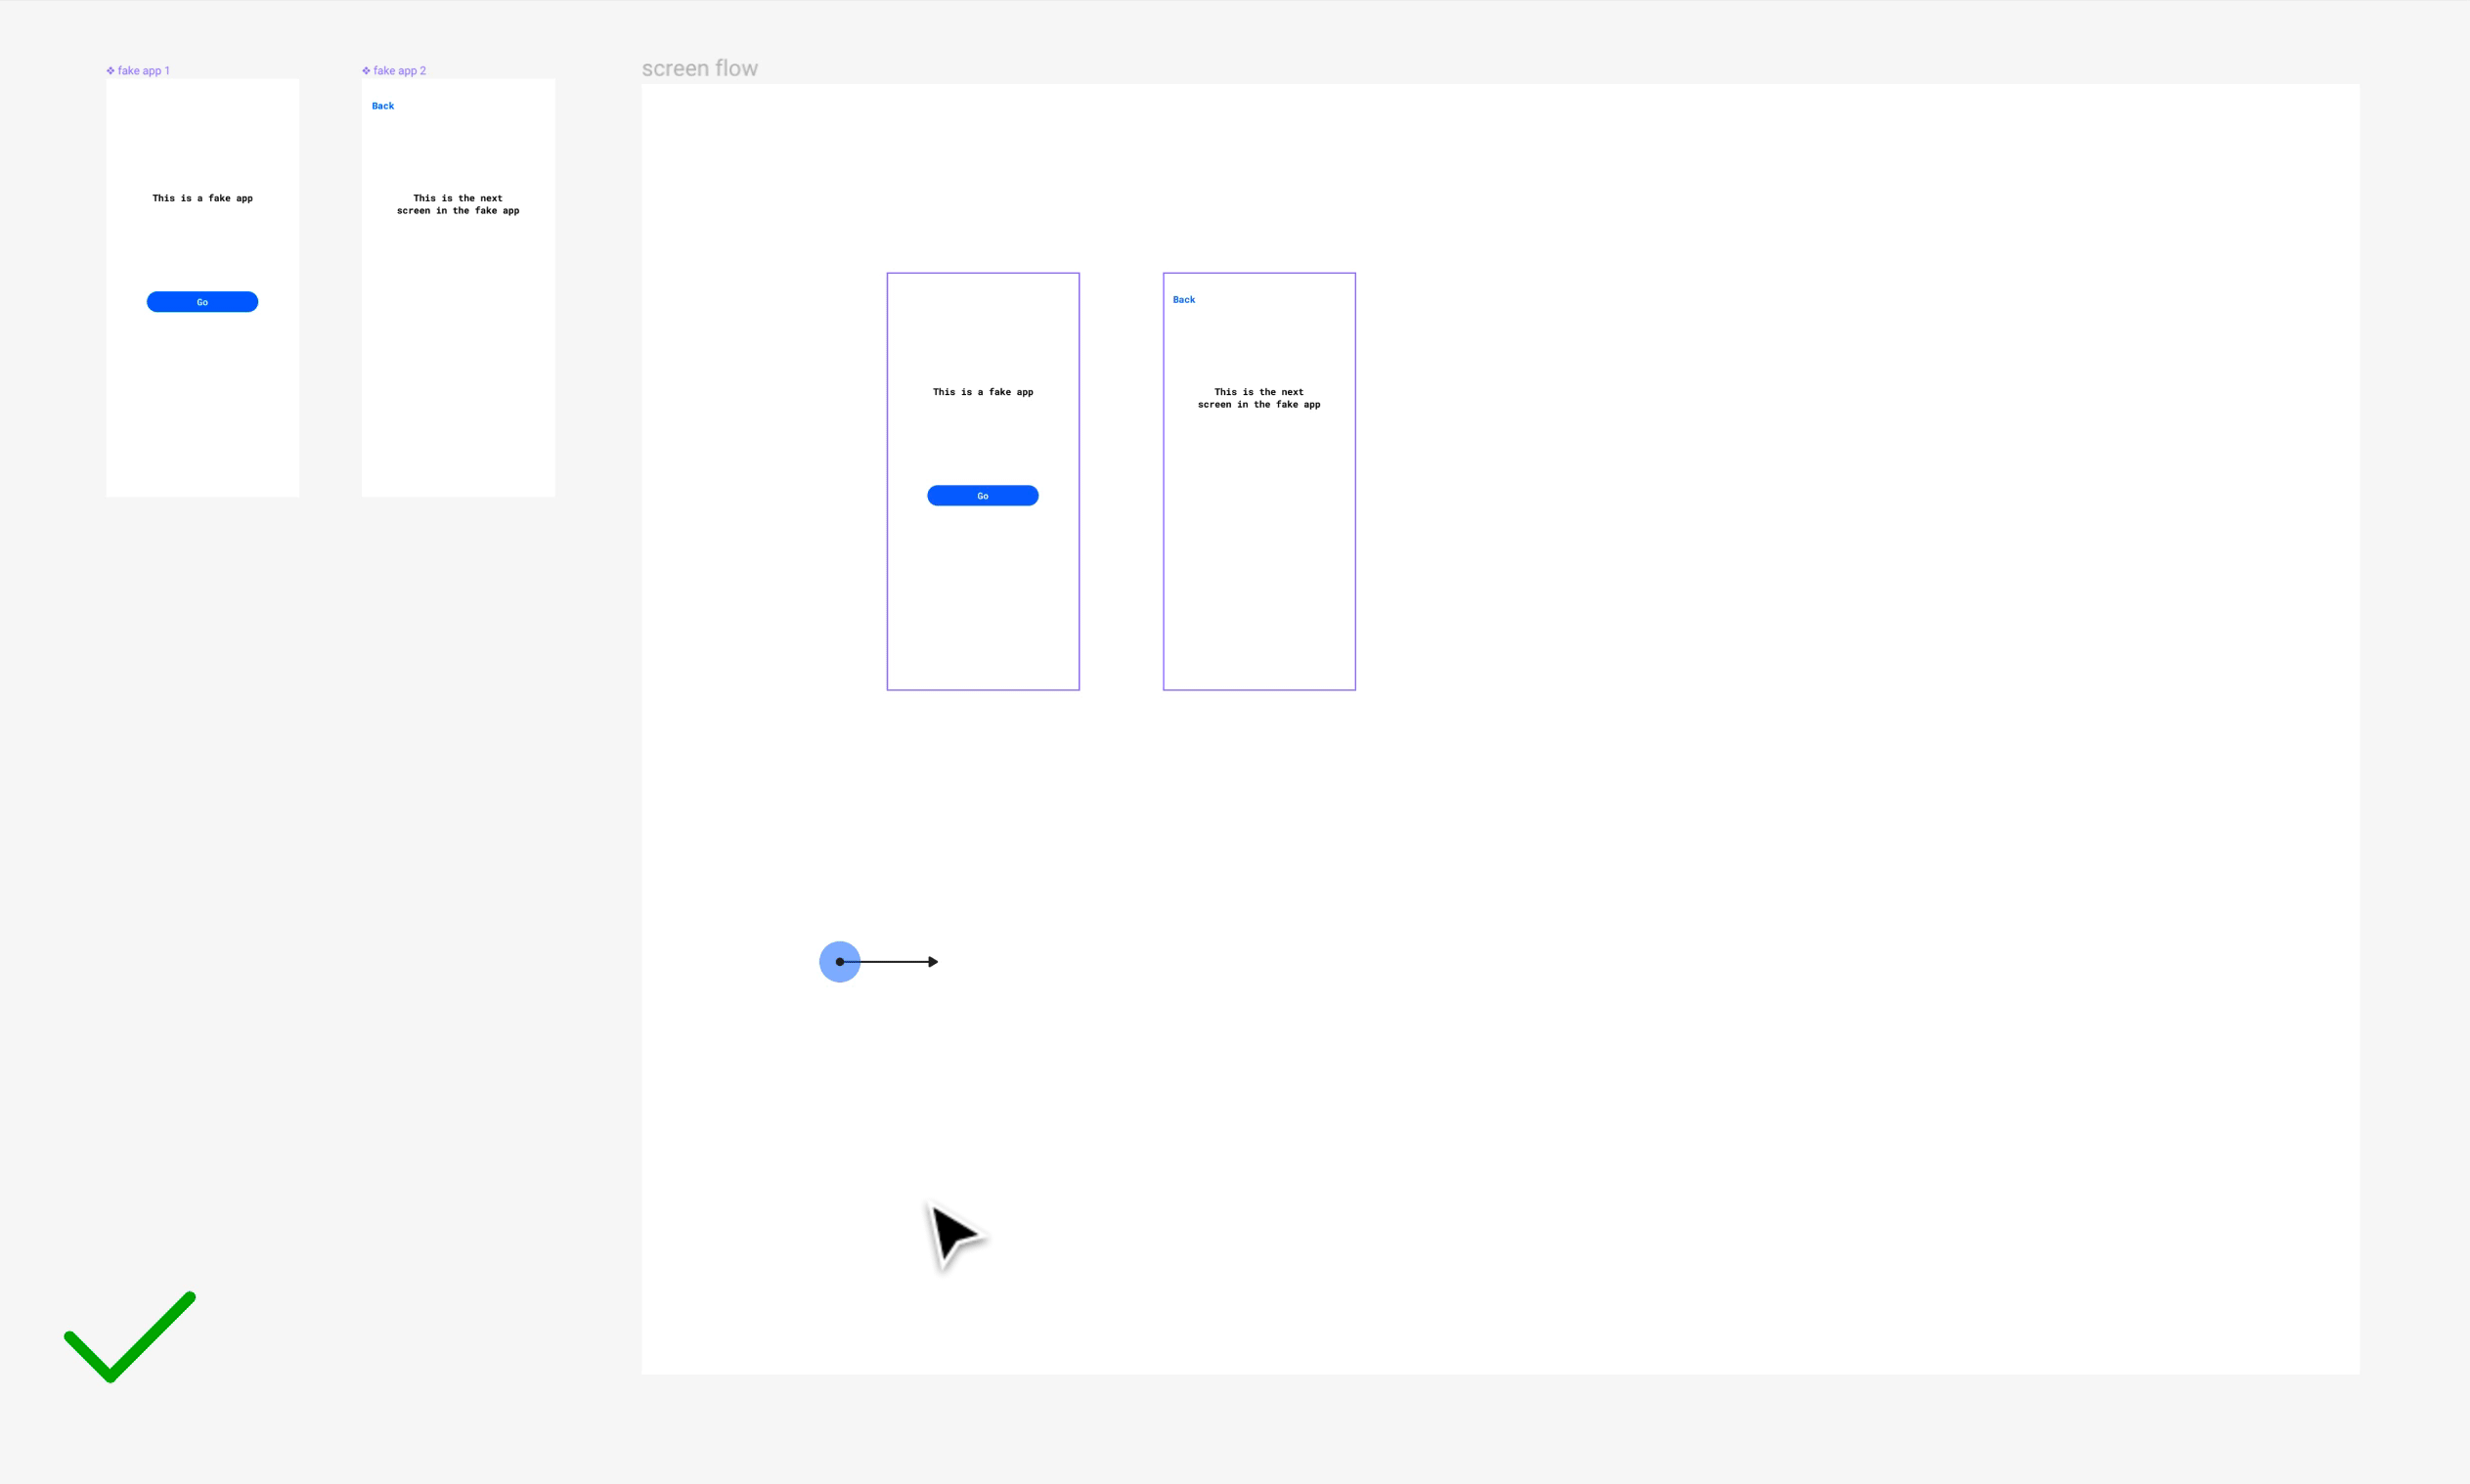 fake app 1
fake app 2
screen flow
Back
This is a fake app
This is the next
screen in the fake app
Go
Back
This is a fake app
This is the next
screen in the fake app
Go